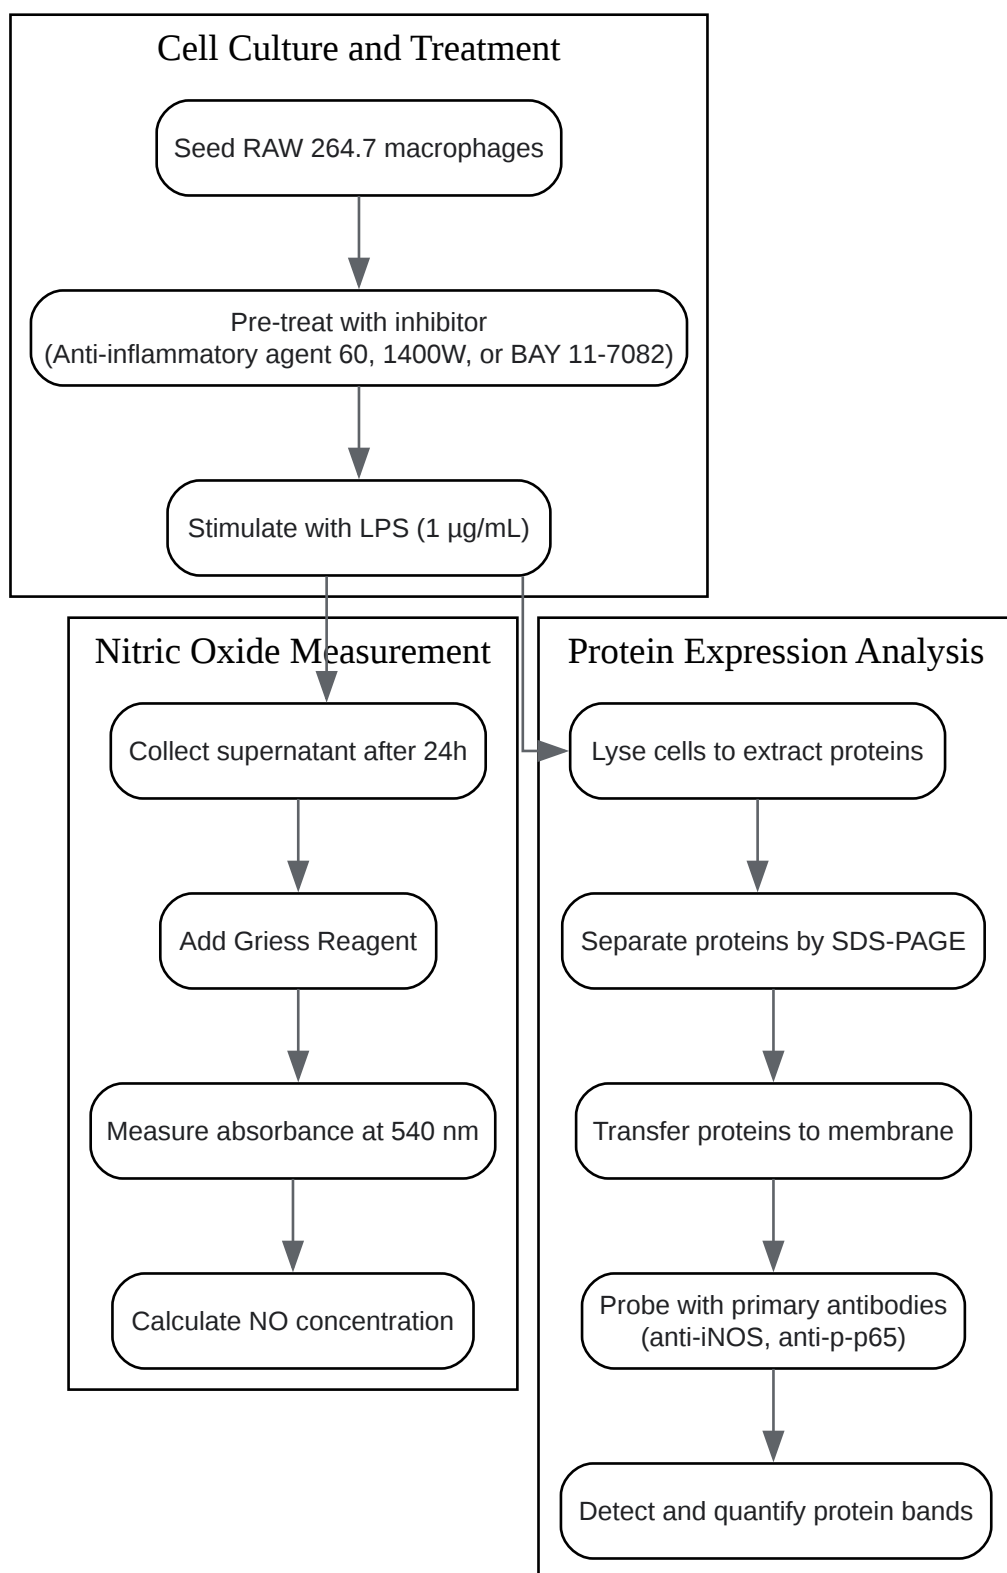 Cell Culture and Treatment
Seed RAW 264.7 macrophages
Pre-treat with inhibitor
(Anti-inflammatory agent 60, 1400W, or BAY 11-7082)
Stimulate with LPS (1 µg/mL)
Nitric Oxide Measurement
Collect supernatant after 24h
Add Griess Reagent
Measure absorbance at 540 nm
Calculate NO concentration
Protein Expression Analysis
Lyse cells to extract proteins
Separate proteins by SDS-PAGE
Transfer proteins to membrane
Probe with primary antibodies
(anti-iNOS, anti-p-p65)
Detect and quantify protein bands